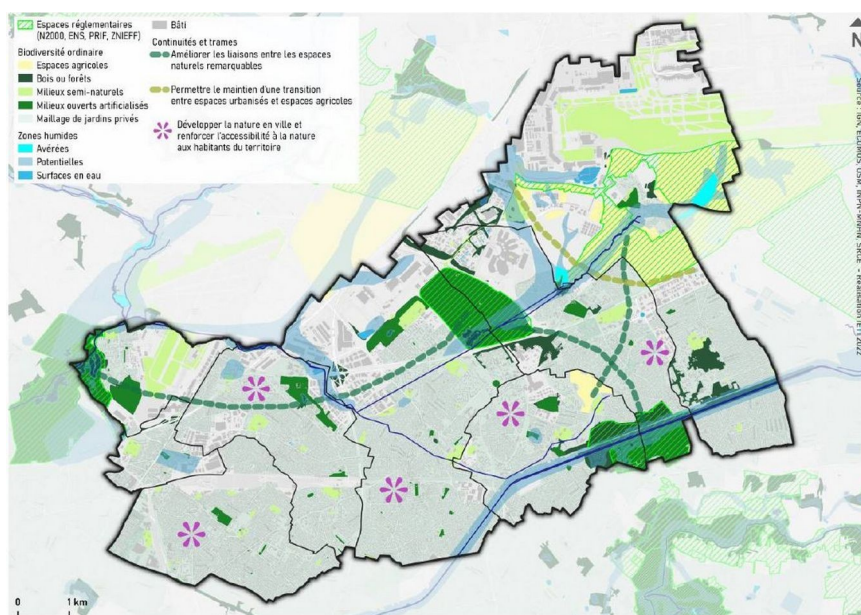 Espaces réglementaires
(N2000, ENS, PRIF, ZNIEFF)
Biodiversité ordinaire
Espaces agricoles
Bois ou forêts
Milieux semi-naturels
Milieux ouverts artificialisés
Maillage de jardins privés
Zones humides
Avérées
Potentielles
Surfaces en eau
Bâti
Continuités et trames
Améliorer les liaisons entre les espaces
naturels remarquables
Permettre le maintien d'une transition
entre espaces urbanisés et espaces agricoles
Développer la nature en ville et
renforcer l'accessibilité à la nature
aux habitants du territoire
N
0 1 km